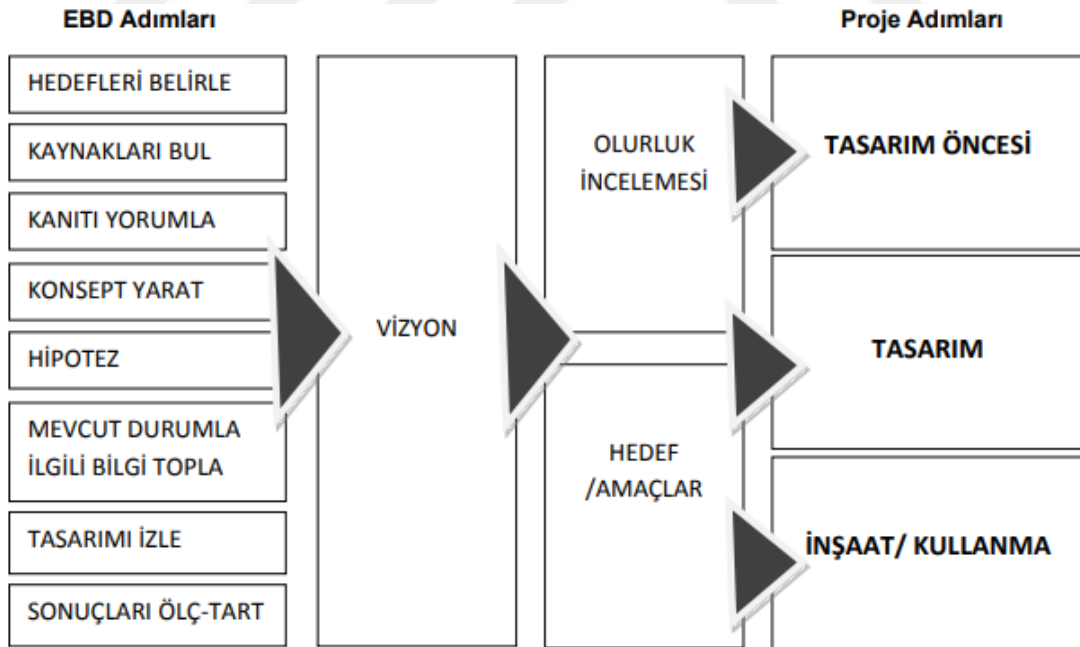 EBD Adımları
Proje Adımları
HEDEFLERİ BELİRLE
KAYNAKLARI BUL
KANITI YORUMLA
KONSEPT YARAT
HİPOTEZ
MEVCUT DURUMLA
İLGİLİ BİLGİ TOPLA
TASARIMI İZLE
SONUÇLARI ÖLÇ-TART
VİZYON
OLURLUK
İNCELEMESİ
HEDEF
/AMAÇLAR
TASARIM ÖNCESİ
TASARIM
İNŞAAT/ KULLANMA